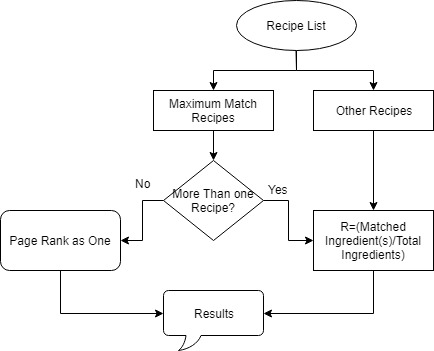 Recipe List
Maximum Match
Recipes
Other Recipes
No
More Than one
Recipe?
Yes
Page Rank as One
R=(Matched
Ingredient(s)/Total
Ingredients)
Results